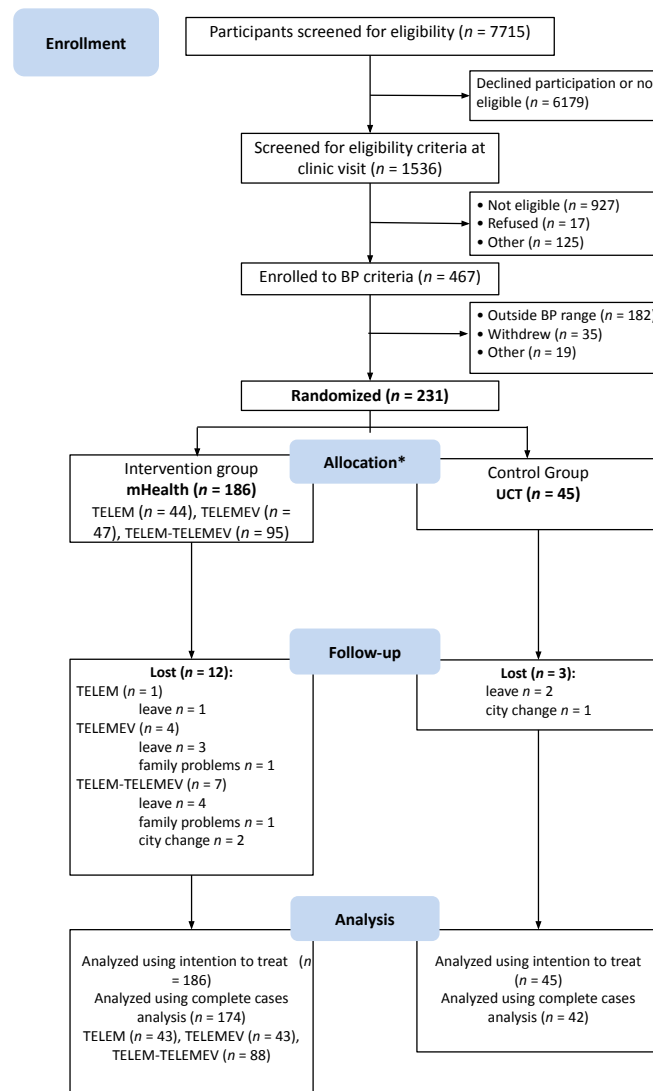 Enrollment
Participants screened for eligibility (n = 7715)
Declined participation or no
eligible (n = 6179)
Screened for eligibility criteria at
clinic visit (n = 1536)
• Not eligible (n = 927)
• Refused (n = 17)
• Other (n = 125)
Enrolled to BP criteria (n = 467)
• Outside BP range (n = 182)
• Withdrew (n = 35)
• Other (n = 19)
Randomized (n = 231)
Allocation*
Intervention group
mHealth (n = 186)
TELEM (n = 44), TELEMEV (n =
47), TELEM-TELEMEV (n = 95)
Control Group
UCT (n = 45)
Follow-up
Lost (n = 12):
TELEM (n = 1)
leave n = 1
TELEMEV (n = 4)
leave n = 3
family problems n = 1
TELEM-TELEMEV (n = 7)
leave n = 4
family problems n = 1
city change n = 2
Lost (n = 3):
leave n = 2
city change n = 1
Analysis
Analyzed using intention to treat (n
= 186)
Analyzed using complete cases
analysis (n = 174)
TELEM (n = 43), TELEMEV (n = 43),
TELEM-TELEMEV (n = 88)
Analyzed using intention to treat
(n = 45)
Analyzed using complete cases
analysis (n = 42)